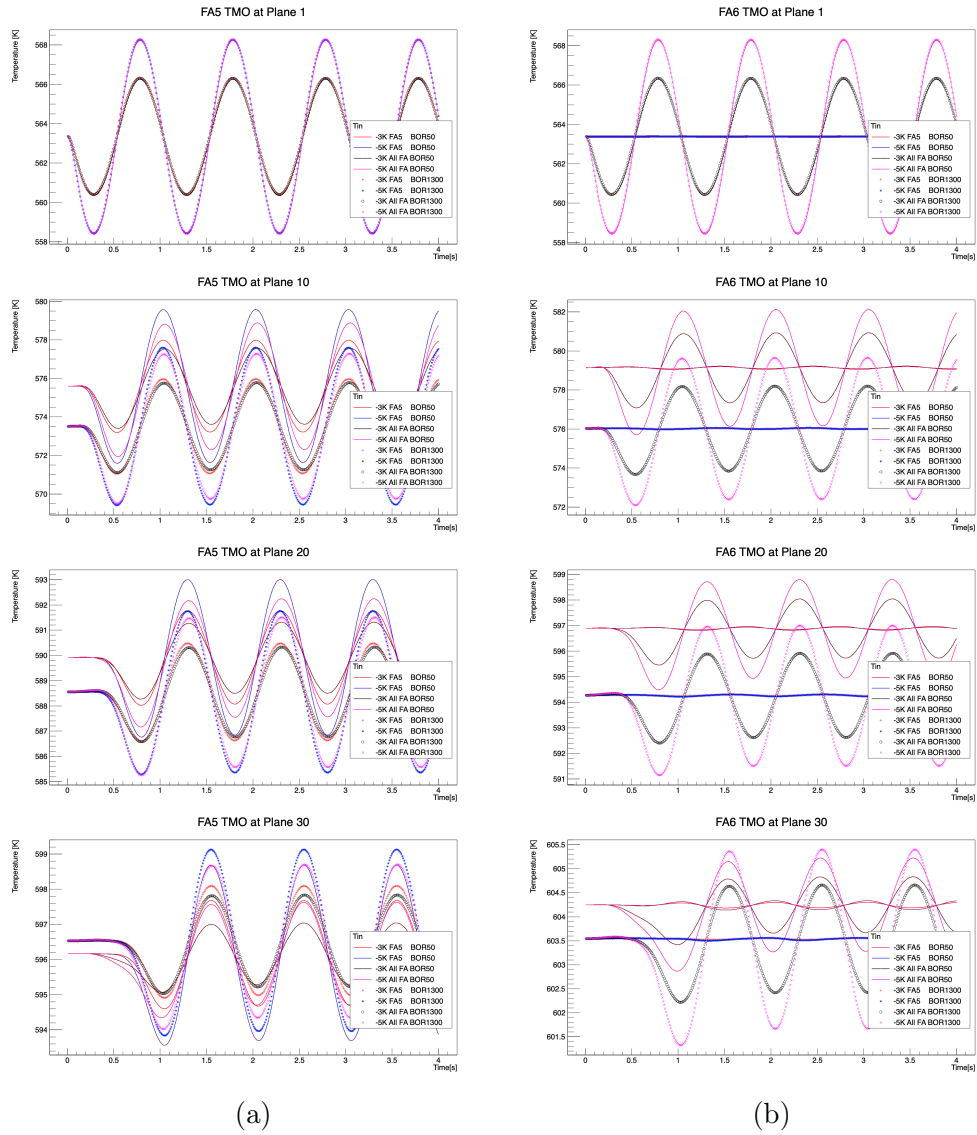 FA5 TMO at Plane 1
Temperature [K]
568
566
564
562
560
558
0 0.5 1 1.5 2 2.5 3 3.5 4
Time[s]
Tin
-3K FA5 BOR50
-5K FA5 BOR50
-3K All FA BOR50
-5K All FA BOR50
-3K FA5 BOR1300
-5K FA5 BOR1300
-3K All FA BOR1300
-5K All FA BOR1300
FA6 TMO at Plane 1
Temperature [K]
568
566
564
562
560
558
0 0.5 1 1.5 2 2.5 3 3.5 4
Time[s]
Tin
-3K FA5 BOR50
-5K FA5 BOR50
-3K All FA BOR50
-5K All FA BOR50
-3K FA5 BOR1300
-5K FA5 BOR1300
-3K All FA BOR1300
-5K All FA BOR1300
FA5 TMO at Plane 10
Temperature [K]
580
578
576
574
572
570
0 0.5 1 1.5 2 2.5 3 3.5 4
Time[s]
Tin
-3K FA5 BOR50
-5K FA5 BOR50
-3K All FA BOR50
-5K All FA BOR50
-3K FA5 BOR1300
-5K FA5 BOR1300
-3K All FA BOR1300
-5K All FA BOR1300
FA6 TMO at Plane 10
Temperature [K]
582
580
578
576
574
572
0 0.5 1 1.5 2 2.5 3 3.5 4
Time[s]
Tin
-3K FA5 BOR50
-5K FA5 BOR50
-3K All FA BOR50
-5K All FA BOR50
-3K FA5 BOR1300
-5K FA5 BOR1300
-3K All FA BOR1300
-5K All FA BOR1300
FA5 TMO at Plane 20
Temperature [K]
593
592
591
590
589
588
587
586
585
0 0.5 1 1.5 2 2.5 3 3.5 4
Time[s]
Tin
-3K FA5 BOR50
-5K FA5 BOR50
-3K All FA BOR50
-5K All FA BOR50
-3K FA5 BOR1300
-5K FA5 BOR1300
-3K All FA BOR1300
-5K All FA BOR1300
FA6 TMO at Plane 20
Temperature [K]
599
598
597
596
595
594
593
592
591
0 0.5 1 1.5 2 2.5 3 3.5 4
Time[s]
Tin
-3K FA5 BOR50
-5K FA5 BOR50
-3K All FA BOR50
-5K All FA BOR50
-3K FA5 BOR1300
-5K FA5 BOR1300
-3K All FA BOR1300
-5K All FA BOR1300
FA5 TMO at Plane 30
Temperature [K]
599
598
597
596
595
594
0 0.5 1 1.5 2 2.5 3 3.5 4
Time[s]
Tin
-3K FA5 BOR50
-5K FA5 BOR50
-3K All FA BOR50
-5K All FA BOR50
-3K FA5 BOR1300
-5K FA5 BOR1300
-3K All FA BOR1300
-5K All FA BOR1300
FA6 TMO at Plane 30
Temperature [K]
605.5
605
604.5
604
603.5
603
602.5
602
601.5
0 0.5 1 1.5 2 2.5 3 3.5 4
Time[s]
Tin
-3K FA5 BOR50
-5K FA5 BOR50
-3K All FA BOR50
-5K All FA BOR50
-3K FA5 BOR1300
-5K FA5 BOR1300
-3K All FA BOR1300
-5K All FA BOR1300
(a)
(b)